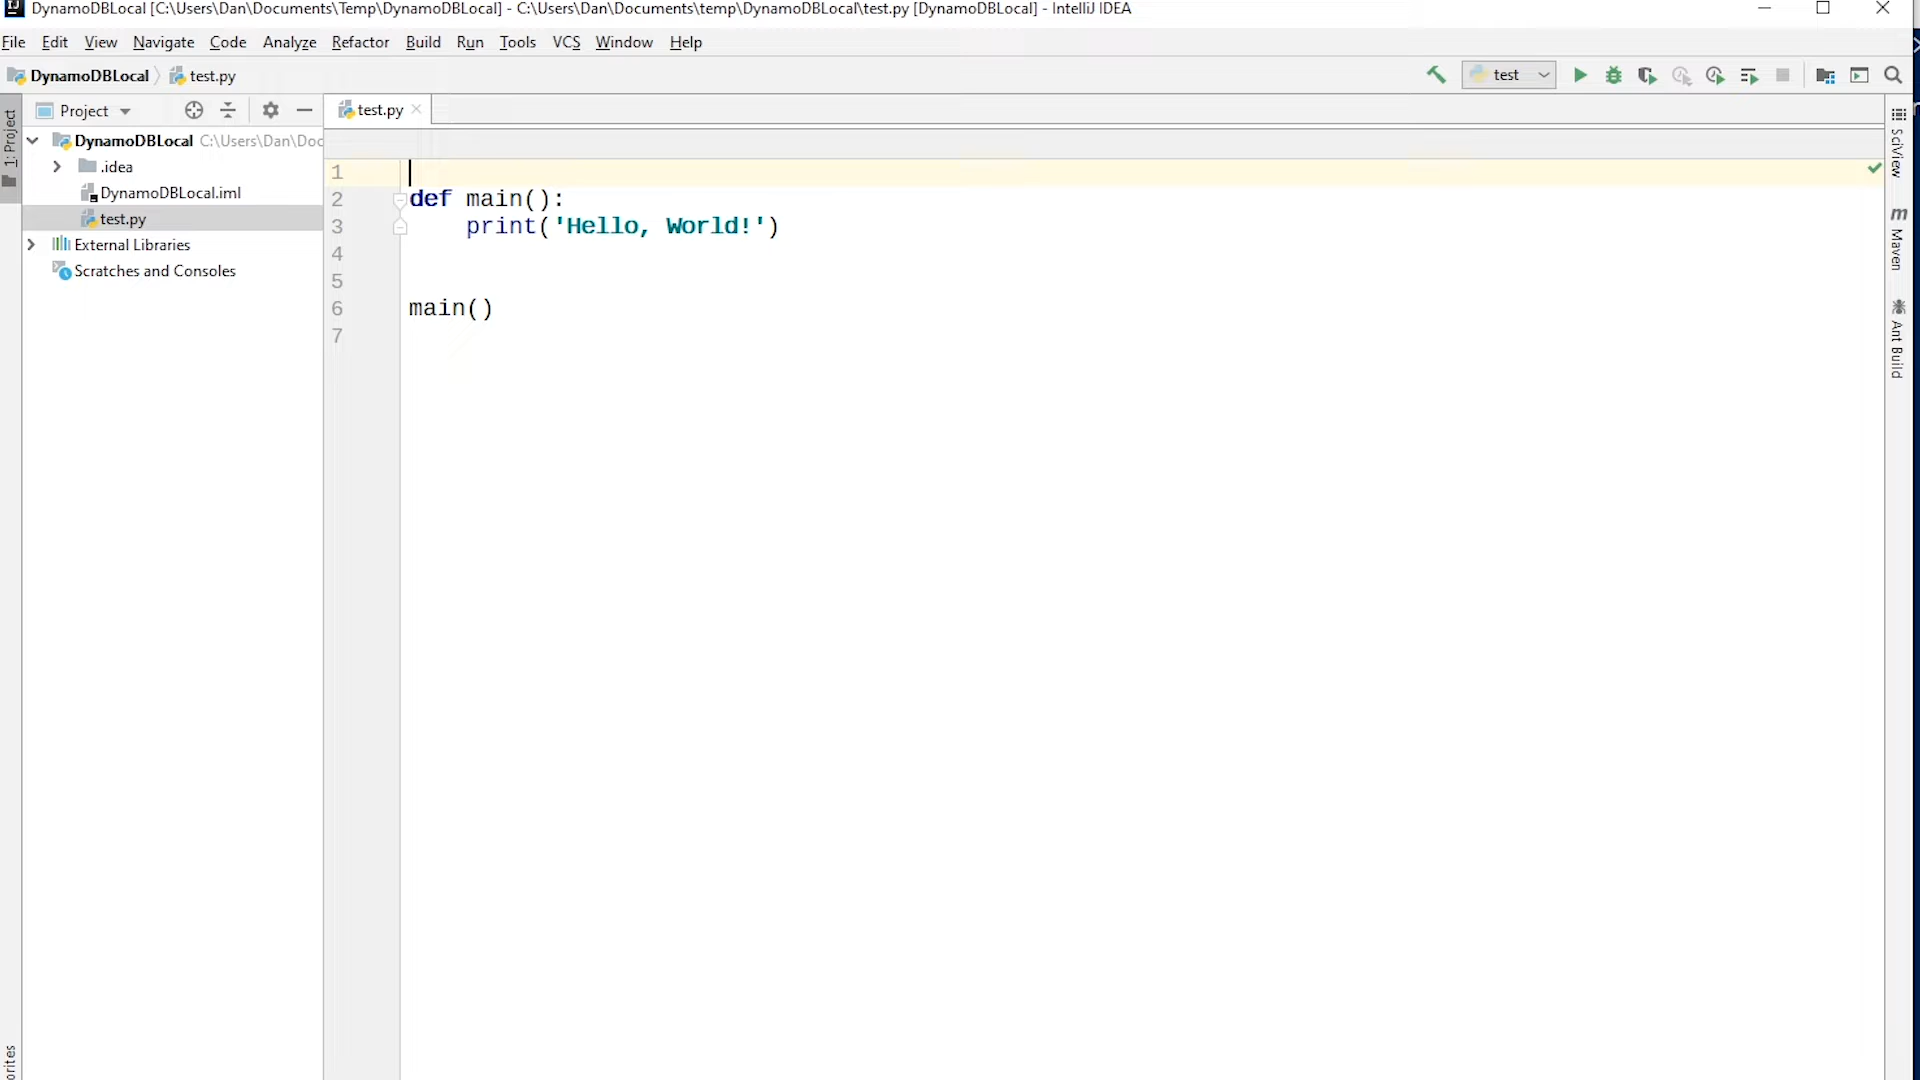 DynamoDBLocal [C:\Users\Dan\Documents\Temp\DynamoDBLocal] - C:\Users\Dan\Documents\temp\DynamoDBLocal\test.py [DynamoDBLocal] - IntelliJ IDEA
File Edit View Navigate Code Analyze Refactor Build Run Tools VCS Window Help
DynamoDBLocal test.py test
1: Project
Project
test.py
DynamoDBLocal C:\Users\Dan\Doc
.idea
DynamoDBLocal.iml
test.py
External Libraries
Scratches and Consoles
1
2 def main():
3 print('Hello, World!')
4
5
6 main()
7
SciView
m Maven
Ant Build
orites